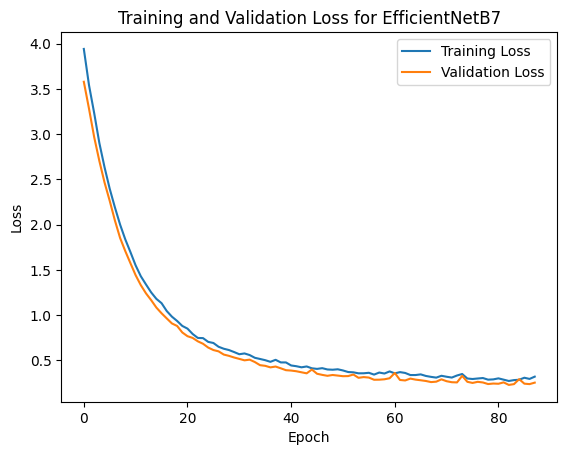 Training and Validation Loss for EfficientNetB7
Training Loss
Validation Loss
4.0
3.5
3.0
2.5
2.0
1.5
1.0
0.5
Loss
0 20 40 60 80
Epoch